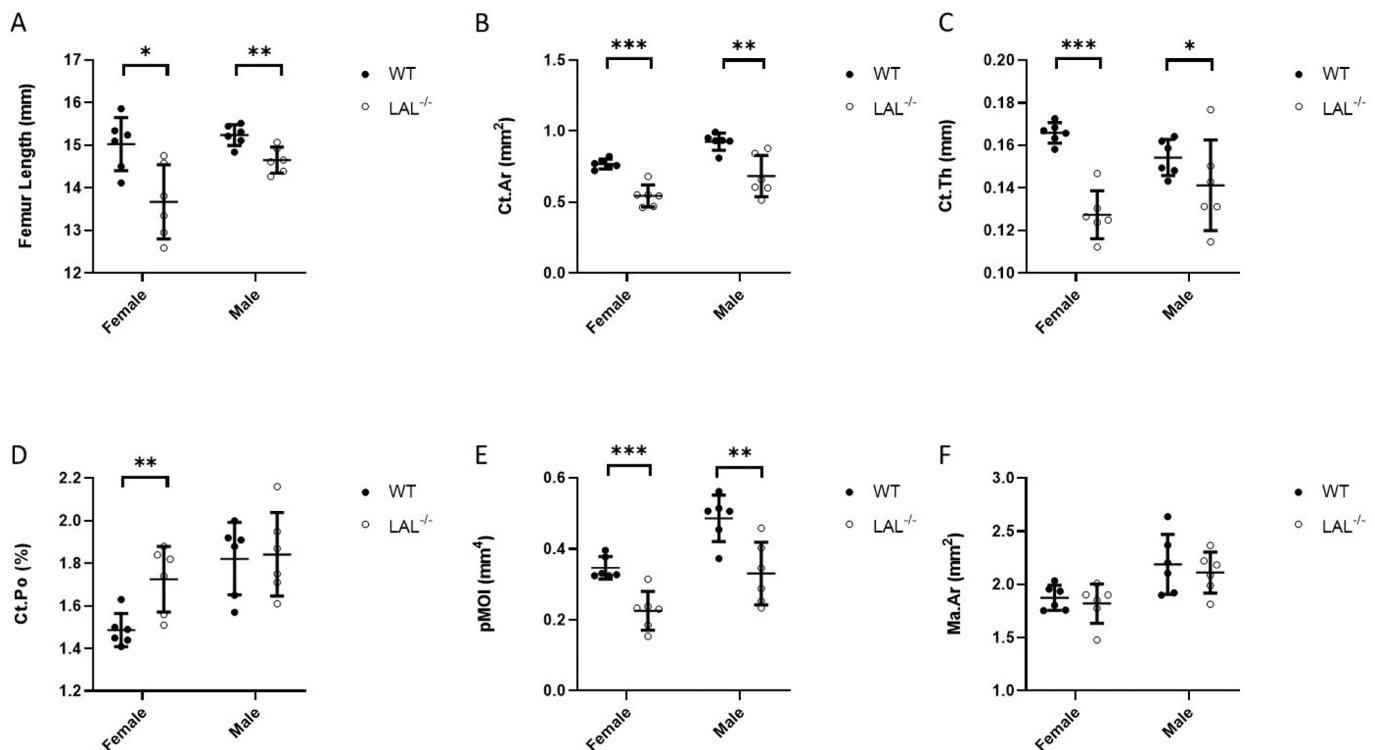 A
Femur Length (mm)
17
16
15
14
13
12
*
**
Female
Male
WT
LAL-/-
B
Ct.Ar (mm2)
1.5
1.0
0.5
0.0
***
**
Female
Male
WT
LAL-/-
C
Ct.Th (mm)
0.20
0.18
0.16
0.14
0.12
0.10
***
*
Female
Male
WT
LAL-/-
D
Ct.Po (%)
2.2
2.0
1.8
1.6
1.4
1.2
**
Female
Male
WT
LAL-/-
E
pMOI (mm4)
0.6
0.4
0.2
0.0
***
**
Female
Male
WT
LAL-/-
F
Ma.Ar (mm2)
3.0
2.5
2.0
1.5
1.0
Female
Male
WT
LAL-/-